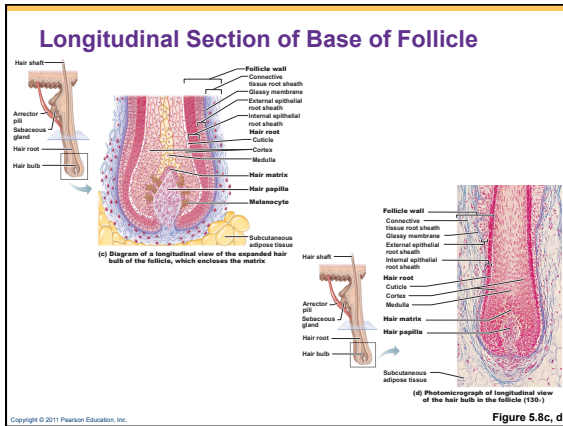 Longitudinal Section of Base of Follicle
Hair shaft
Arrector
pili
Sebaceous
gland
Hair root
Hair bulb
Follicle wall
Connective
tissue root sheath
Glassy membrane
External epithelial
root sheath
Internal epithelial
root sheath
Hair root
Cuticle
Cortex
Medulla
Hair matrix
Hair papilla
Melanocyte
Subcutaneous
adipose tissue
(c) Diagram of a longitudinal view of the expanded hair
bulb of the follicle, which encloses the matrix
Hair shaft
Arrector
pili
Sebaceous
gland
Hair root
Hair bulb
Follicle wall
Connective
tissue root sheath
Glassy membrane
External epithelial
root sheath
Internal epithelial
root sheath
Hair root
Cuticle
Cortex
Medulla
Hair matrix
Hair papilla
Subcutaneous
adipose tissue
(d) Photomicrograph of longitudinal view
of the hair bulb in the follicle (130×)
Copyright © 2011 Pearson Education, Inc.
Figure 5.8c, d